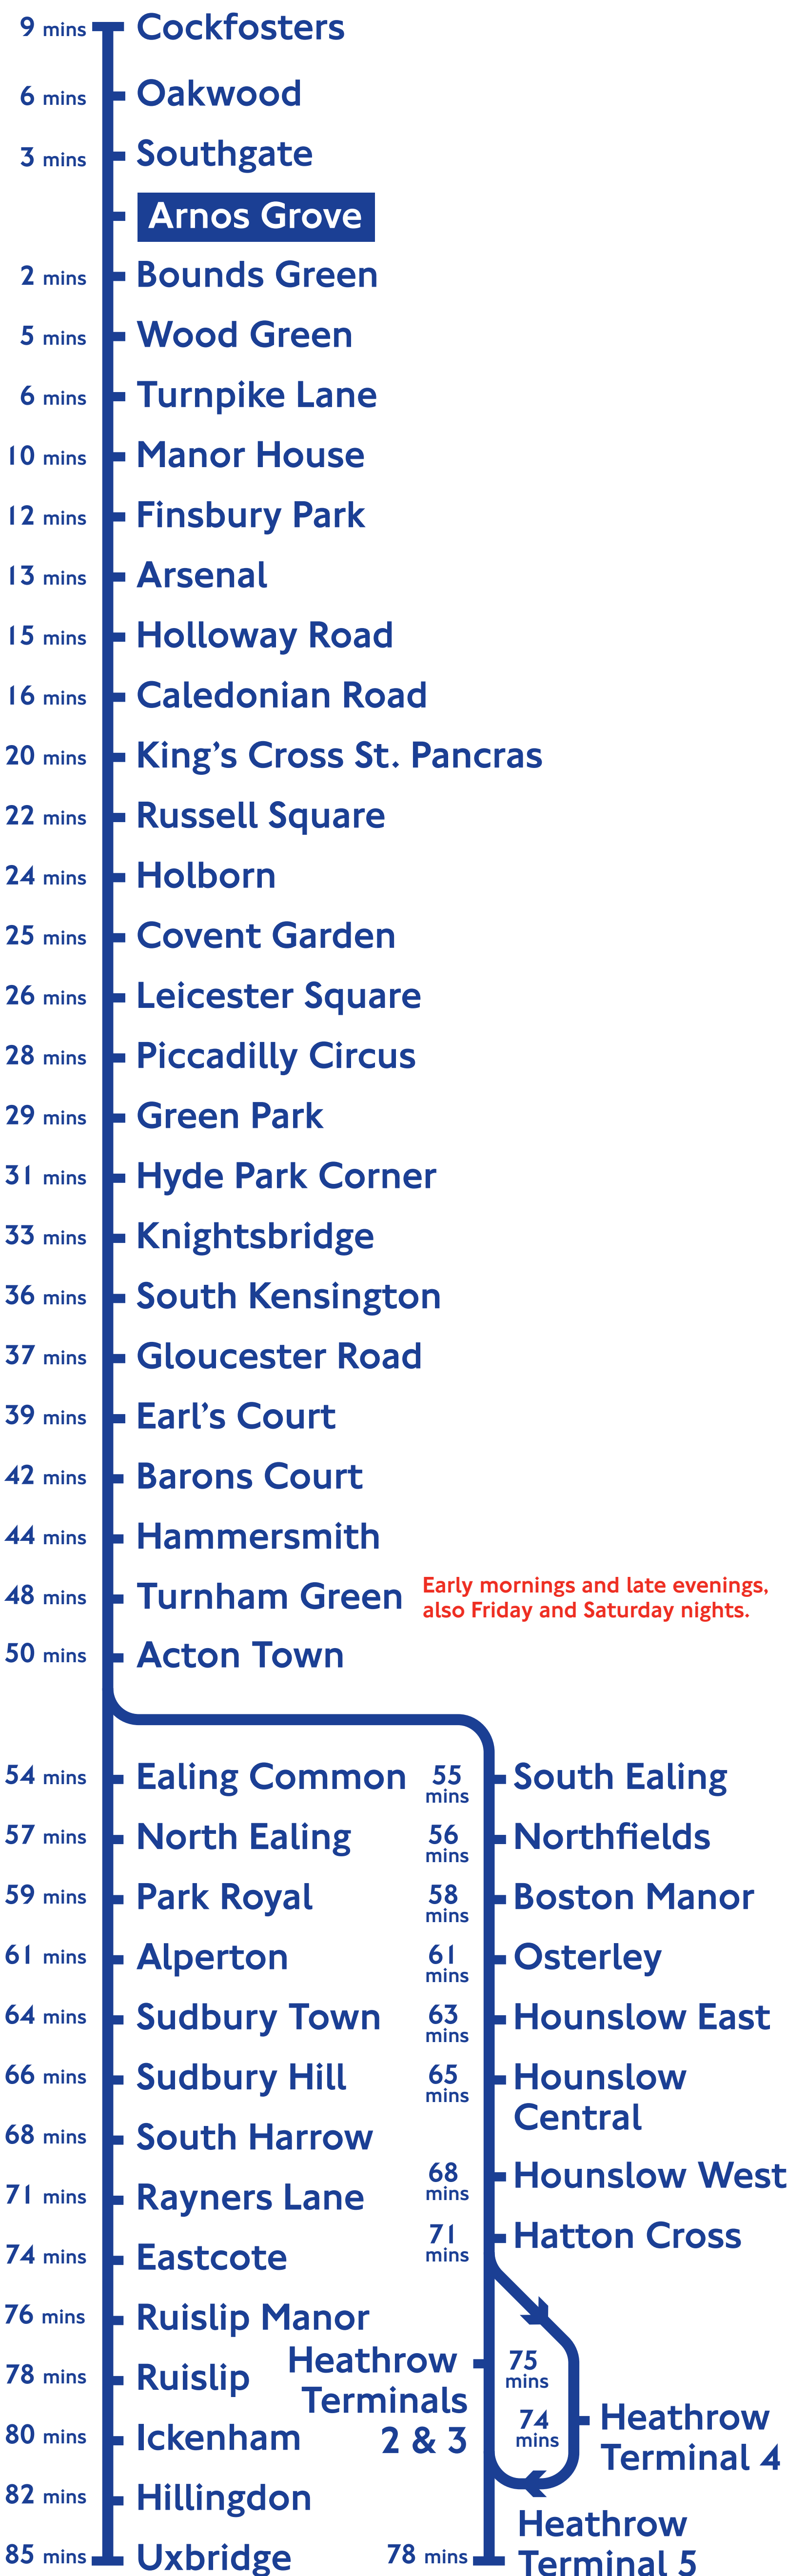 9 mins Cockfosters
6 mins Oakwood
3 mins Southgate
Arnos Grove
2 mins Bounds Green
5 mins Wood Green
6 mins Turnpike Lane
10 mins Manor House
12 mins Finsbury Park
13 mins Arsenal
15 mins Holloway Road
16 mins Caledonian Road
20 mins King's Cross St. Pancras
22 mins Russell Square
24 mins Holborn
25 mins Covent Garden
26 mins Leicester Square
28 mins Piccadilly Circus
29 mins Green Park
31 mins Hyde Park Corner
33 mins Knightsbridge
36 mins South Kensington
37 mins Gloucester Road
39 mins Earl's Court
42 mins Barons Court
44 mins Hammersmith
48 mins Turnham Green
Early mornings and late evenings,
also Friday and Saturday nights.
50 mins Acton Town
54 mins Ealing Common
57 mins North Ealing
59 mins Park Royal
61 mins Alperton
64 mins Sudbury Town
66 mins Sudbury Hill
68 mins South Harrow
71 mins Rayners Lane
74 mins Eastcote
76 mins Ruislip Manor
78 mins Ruislip
80 mins Ickenham
82 mins Hillingdon
85 mins Uxbridge
55
mins
South Ealing
56
mins
Northfields
58
mins
Boston Manor
61
mins
Osterley
63
mins
Hounslow East
65
mins
Hounslow
Central
68
mins
Hounslow West
71
mins
Hatton Cross
Heathrow
Terminals
2 & 3
75
mins
74
mins
Heathrow
Terminal 4
78 mins
Heathrow
Terminal 5